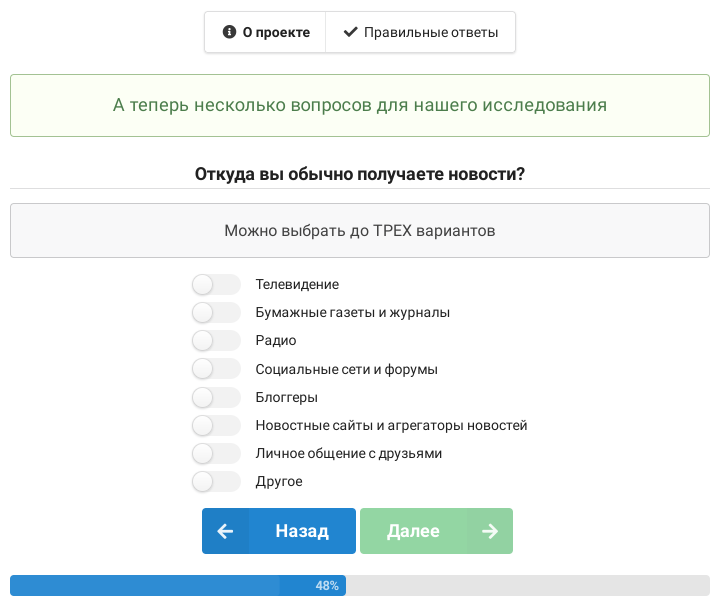 О проекте
Правильные ответы
А теперь несколько вопросов для нашего исследования
Откуда вы обычно получаете новости?
Можно выбрать до ТРЕХ вариантов
Телевидение
Бумажные газеты и журналы
Радио
Социальные сети и форумы
Блоггеры
Новостные сайты и агрегаторы новостей
Личное общение с друзьями
Другое
Назад
Далее
48%